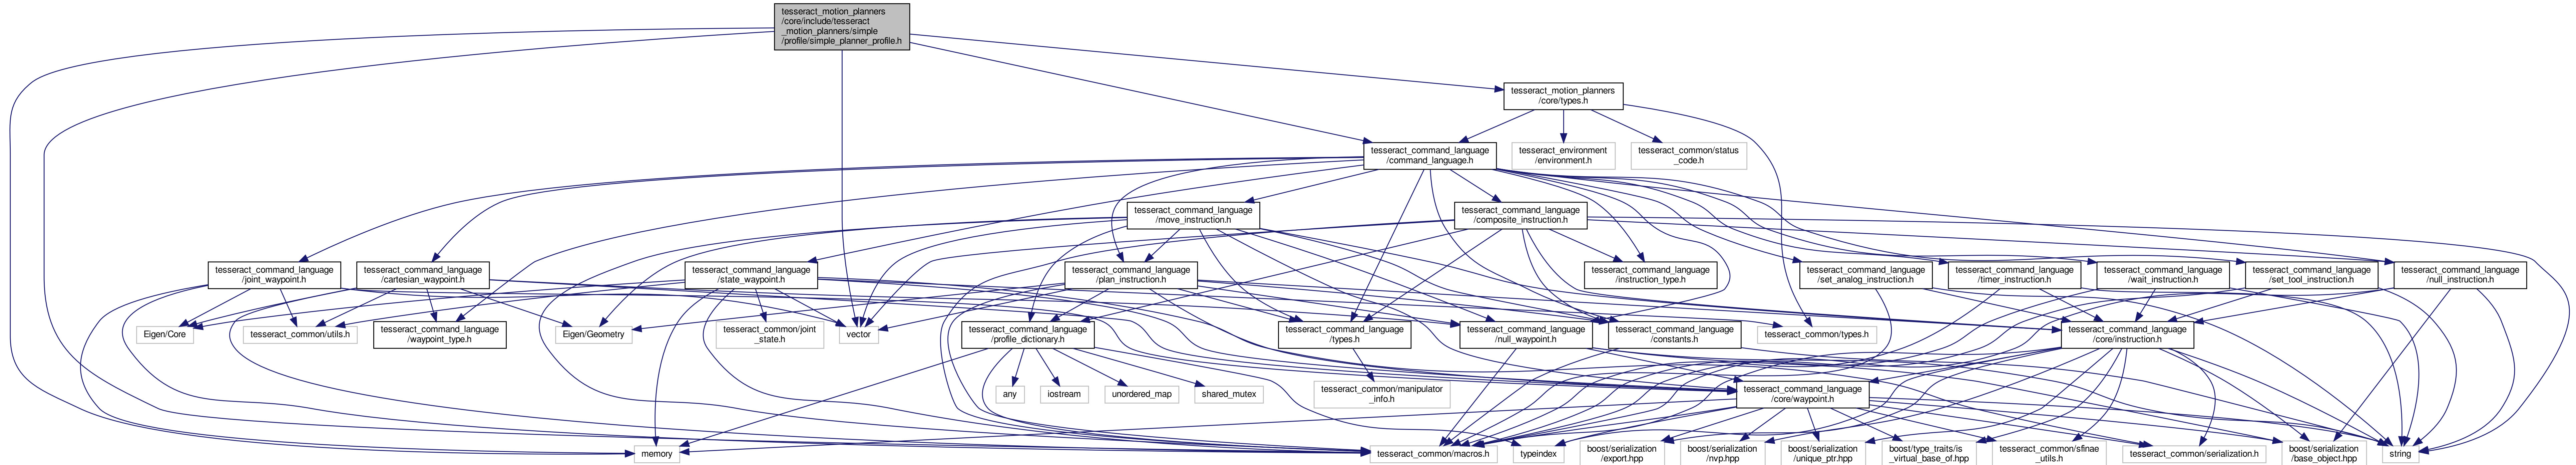 tesseract_motion_planners
/core/include/tesseract
_motion_planners/simple
/profile/simple_planner_profile.h
tesseract_motion_planners
/core/types.h
tesseract_command_language
/command_language.h
tesseract_environment
/environment.h
tesseract_common/status
_code.h
tesseract_command_language
/move_instruction.h
tesseract_command_language
/composite_instruction.h
tesseract_command_language
/joint_waypoint.h
tesseract_command_language
/cartesian_waypoint.h
tesseract_command_language
/state_waypoint.h
tesseract_command_language
/plan_instruction.h
tesseract_command_language
/instruction_type.h
tesseract_command_language
/set_analog_instruction.h
tesseract_command_language
/timer_instruction.h
tesseract_command_language
/wait_instruction.h
tesseract_command_language
/set_tool_instruction.h
tesseract_command_language
/null_instruction.h
Eigen/Core
tesseract_common/utils.h
tesseract_command_language
/waypoint_type.h
Eigen/Geometry
tesseract_common/joint
_state.h
vector
tesseract_command_language
/profile_dictionary.h
tesseract_command_language
/types.h
tesseract_command_language
/null_waypoint.h
tesseract_command_language
/constants.h
tesseract_common/types.h
tesseract_command_language
/core/instruction.h
any
iostream
unordered_map
shared_mutex
tesseract_common/manipulator
_info.h
tesseract_command_language
/core/waypoint.h
memory
tesseract_common/macros.h
typeindex
boost/serialization
/export.hpp
boost/serialization
/nvp.hpp
boost/serialization
/unique_ptr.hpp
boost/type_traits/is
_virtual_base_of.hpp
tesseract_common/sfinae
_utils.h
tesseract_common/serialization.h
boost/serialization
/base_object.hpp
string